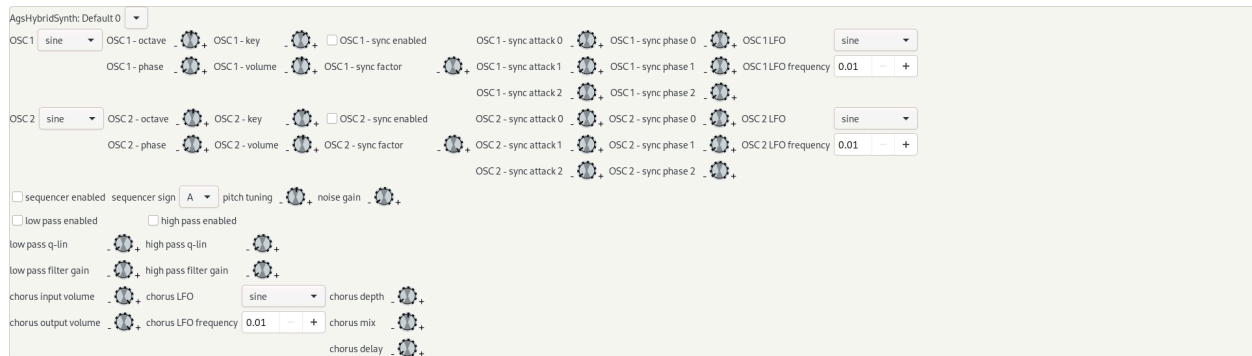 AgsHybridSynth: Default 0
OSC 1 sine OSC 1 - octave - + OSC 1 - key - + OSC 1 - sync enabled OSC 1 - sync attack 0 - + OSC 1 - sync phase 0 - + OSC 1 LFO sine
OSC 1 - phase - + OSC 1 - volume - + OSC 1 - sync factor - + OSC 1 - sync attack 1 - + OSC 1 - sync phase 1 - + OSC 1 LFO frequency 0.01 - +
OSC 1 - sync attack 2 - + OSC 1 - sync phase 2 - +
OSC 2 sine OSC 2 - octave - + OSC 2 - key - + OSC 2 - sync enabled OSC 2 - sync attack 0 - + OSC 2 - sync phase 0 - + OSC 2 LFO sine
OSC 2 - phase - + OSC 2 - volume - + OSC 2 - sync factor - + OSC 2 - sync attack 1 - + OSC 2 - sync phase 1 - + OSC 2 LFO frequency 0.01 - +
OSC 2 - sync attack 2 - + OSC 2 - sync phase 2 - +
sequencer enabled sequencer sign A pitch tuning - + noise gain - +
low pass enabled high pass enabled
low pass q-lin - + high pass q-lin - +
low pass filter gain - + high pass filter gain - +
chorus input volume - + chorus LFO sine chorus depth - +
chorus output volume - + chorus LFO frequency 0.01 - + chorus mix - +
chorus delay - +